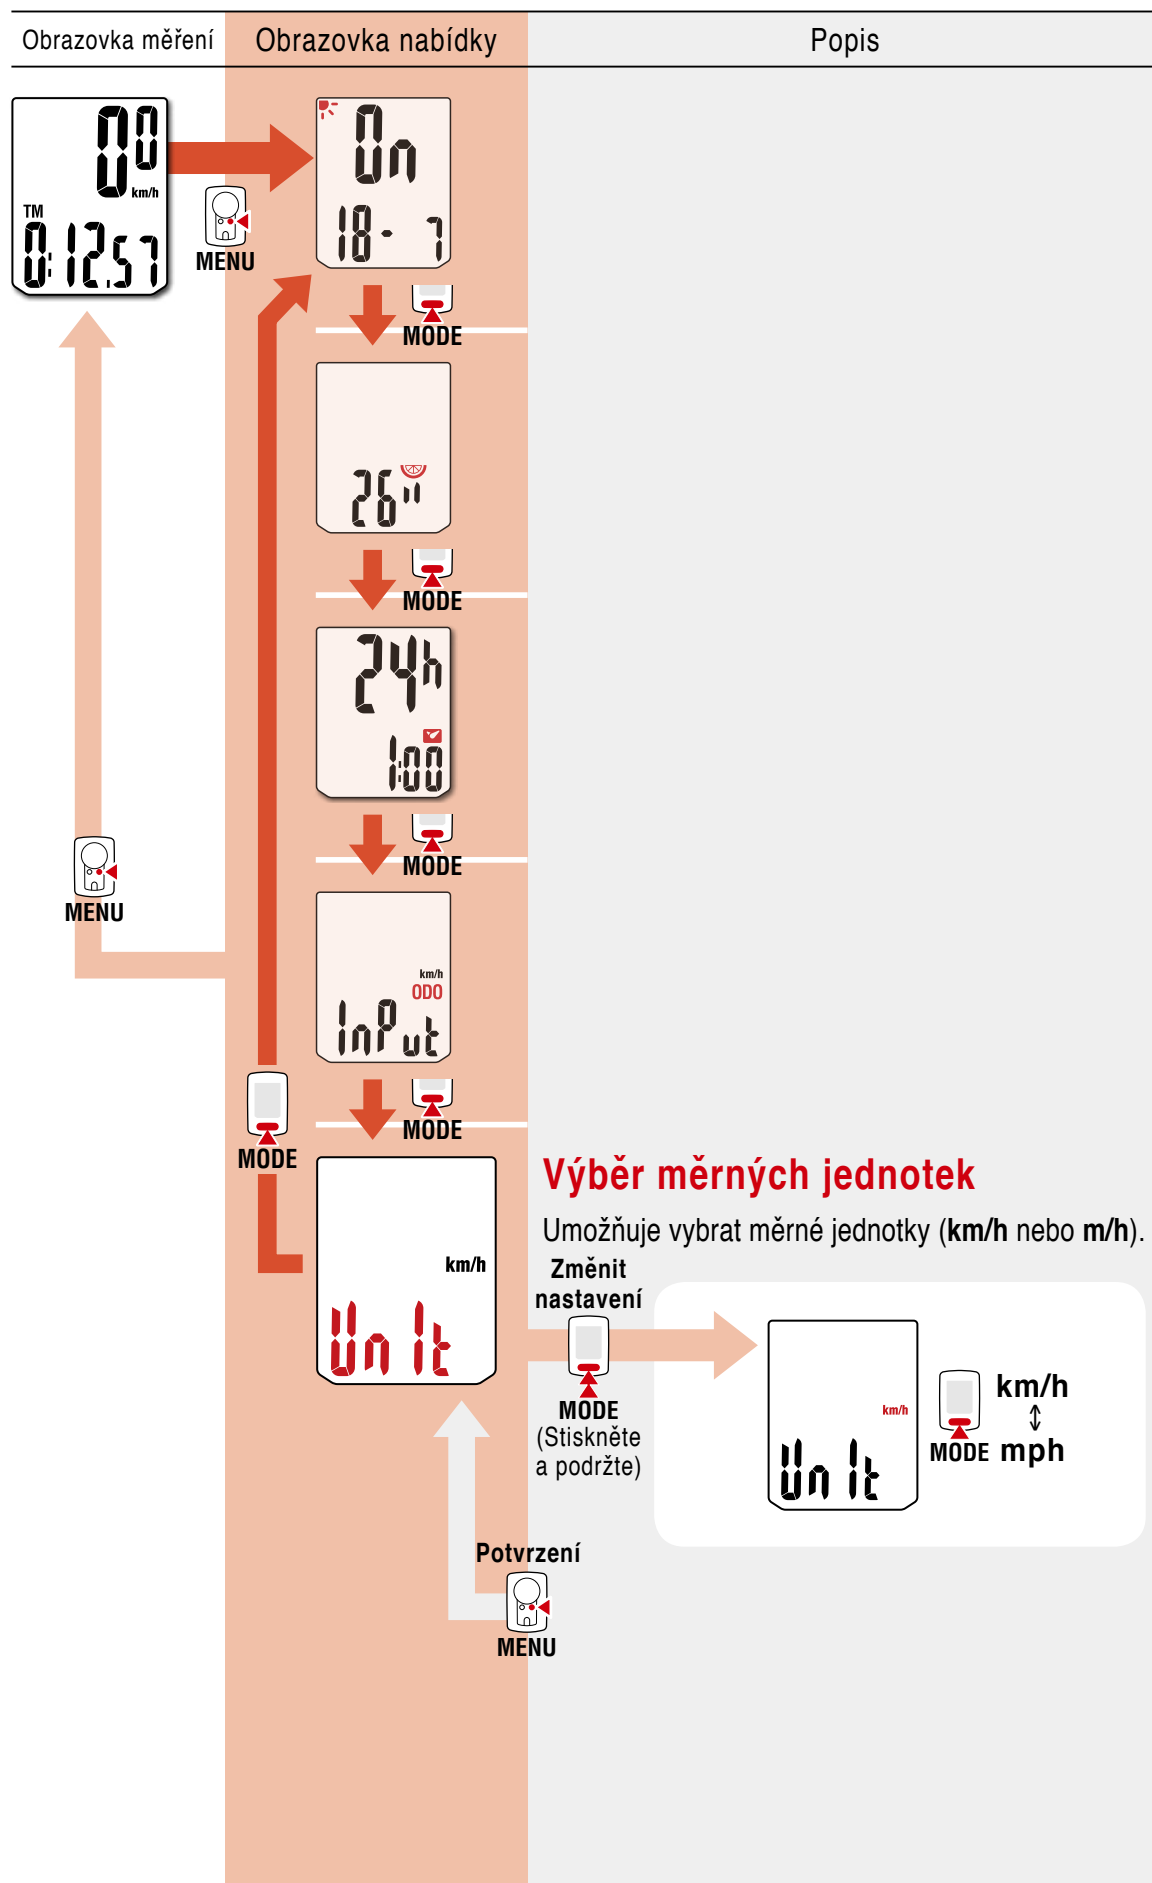 Obrazovka měření
Obrazovka nabídky
Popis
00
km/h
TM
0:12.57
MENU
On
18- 7
MODE
26"
MODE
24h
1:00
MODE
MENU
km/h
ODO
InPut
MODE
MODE
Výběr měrných jednotek
Umožňuje vybrat měrné jednotky (km/h nebo m/h).
km/h
UnIt
Změnit
nastavení
MODE
(Stiskněte
a podržte)
km/h
UnIt
MODE
km/h
mph
Potvrzení
MENU